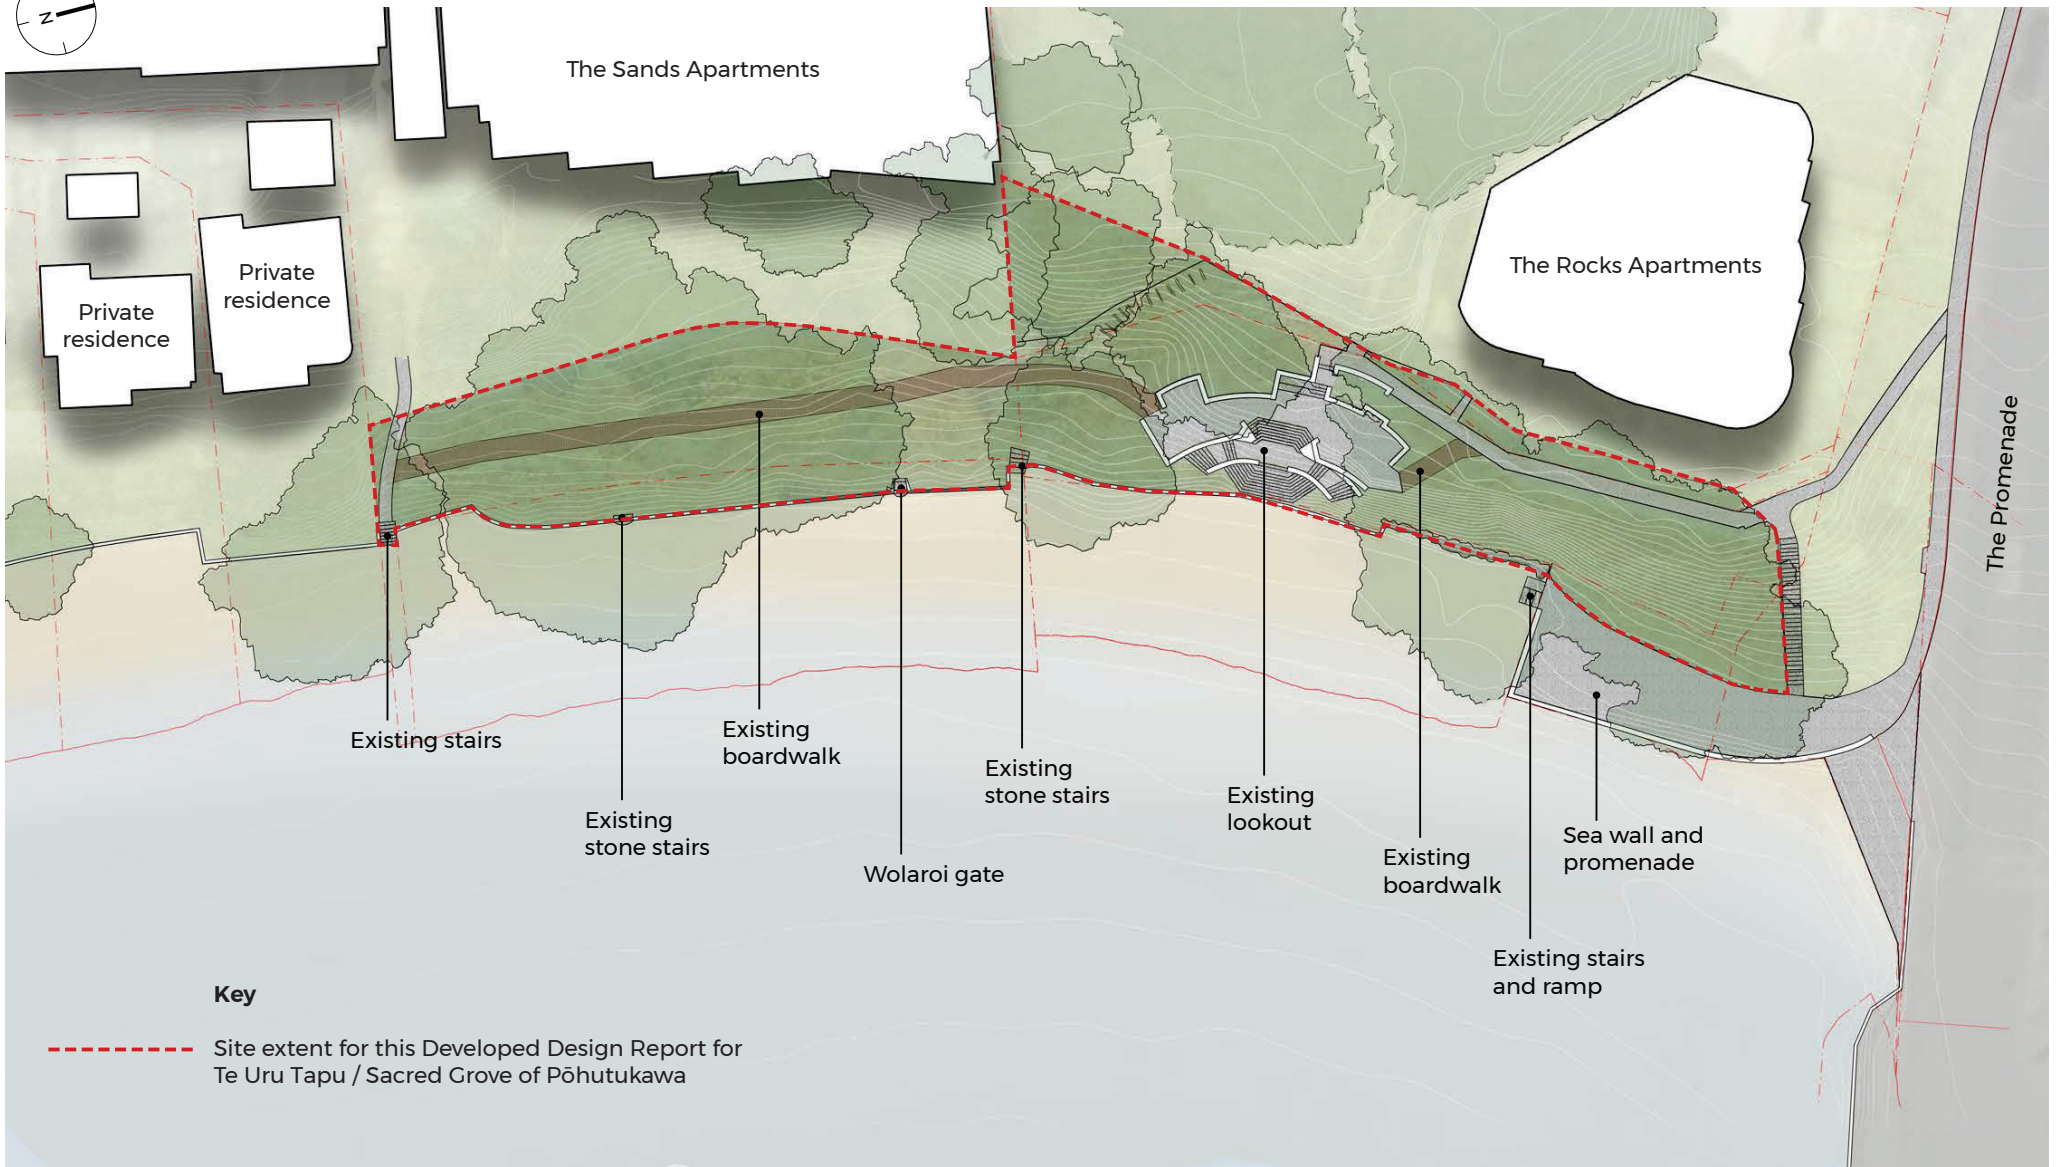 N
The Sands Apartments
The Rocks Apartments
Private
residence
Private
residence
The Promenade
Existing stairs
Existing
stone stairs
Existing
boardwalk
Wolaroi gate
Existing
stone stairs
Existing
lookout
Existing
boardwalk
Existing stairs
and ramp
Sea wall and
promenade
Key
Site extent for this Developed Design Report for
Te Uru Tapu / Sacred Grove of Pōhutukawa